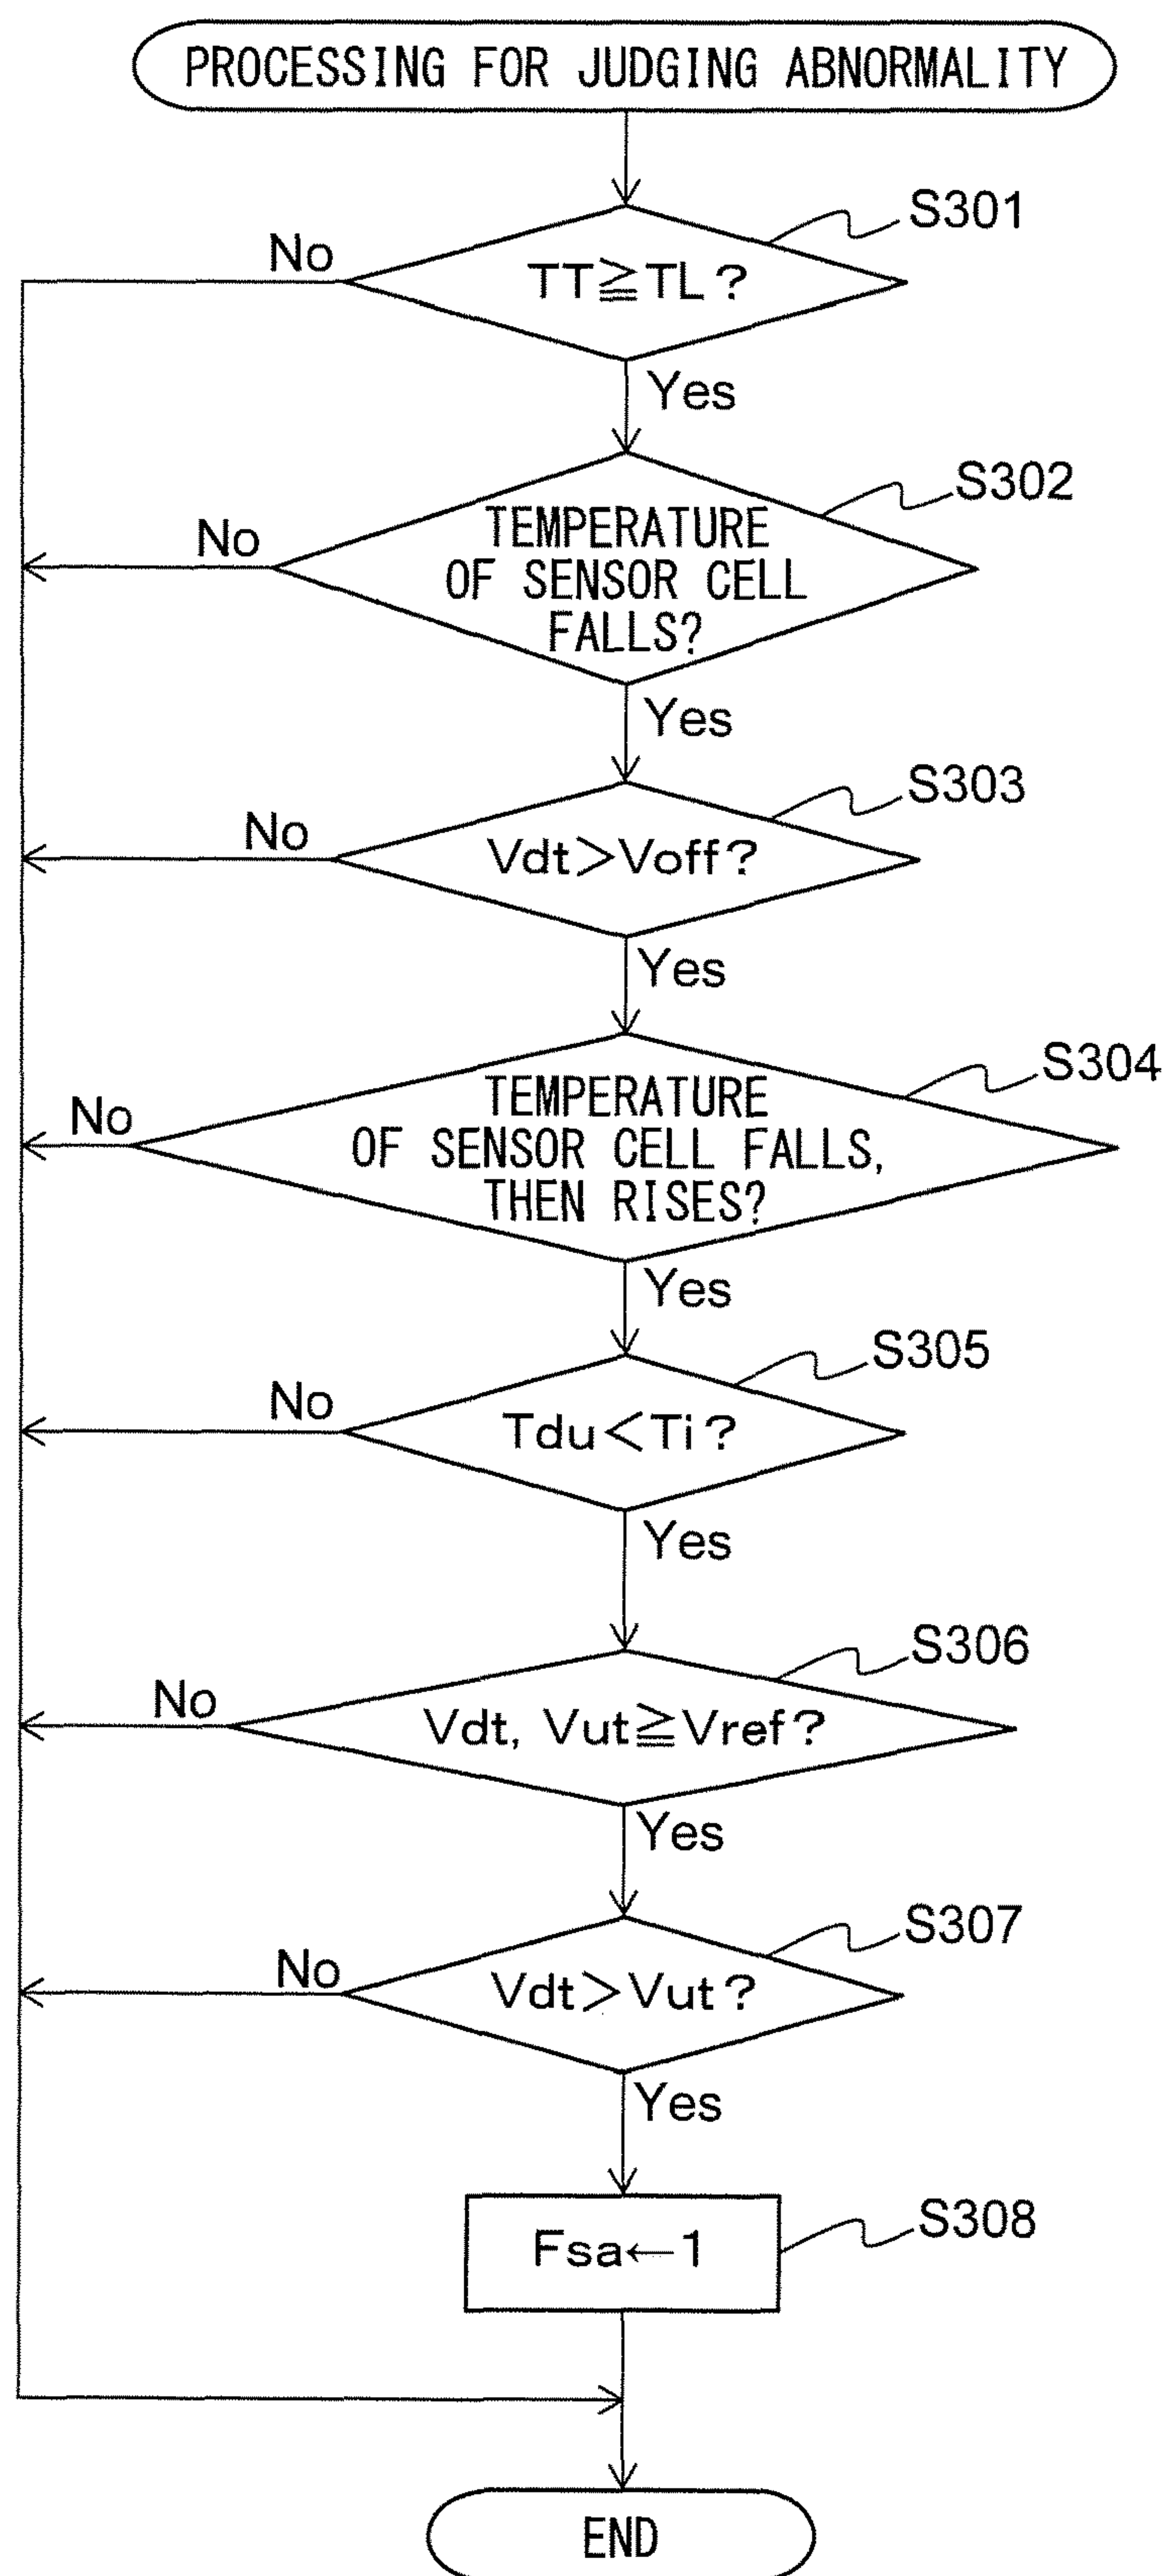 PROCESSING FOR JUDGING ABNORMALITY
S301
No
TT≧TL?
Yes
S302
No
TEMPERATURE
OF SENSOR CELL
FALLS?
Yes
S303
No
Vdt>Voff?
Yes
S304
No
TEMPERATURE
OF SENSOR CELL FALLS,
THEN RISES?
Yes
S305
No
Tdu<Ti?
Yes
S306
No
Vdt, Vut≧Vref?
Yes
S307
No
Vdt>Vut?
Yes
S308
Fsa←1
END